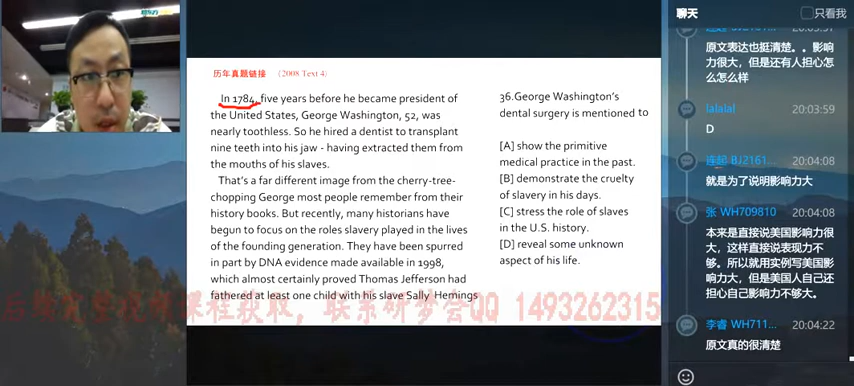 历年真题链接 (2008 Text 4)
In 1784, five years before he became president of
the United States, George Washington, 52, was
nearly toothless. So he hired a dentist to transplant
nine teeth into his jaw - having extracted them from
the mouths of his slaves.
That's a far different image from the cherry-tree-
chopping George most people remember from their
history books. But recently, many historians have
begun to focus on the roles slavery played in the lives
of the founding generation. They have been spurred
in part by DNA evidence made available in 1998,
which almost certainly proved Thomas Jefferson had
fathered at least one child with his slave Sally Hemings
36.George Washington's
dental surgery is mentioned to
[A] show the primitive
medical practice in the past.
[B] demonstrate the cruelty
of slavery in his days.
[C] stress the role of slaves
in the U.S. history.
[D] reveal some unknown
aspect of his life.
联系研梦会QQ 1493262315
聊天
只看我
原文表达也挺清楚。。影响
力很大，但是还有人担心怎
么怎么样
lalalal 20:03:59
D
连起 BJ2161... 20:04:08
就是为了说明影响力大
张 WH709810 20:04:08
本来是直接说美国影响力很
大，这样直接说表现力不
够。所以就用实例写美国影
响力大，但是美国人自己还
担心自己影响力不够大。
李睿 WH711... 20:04:22
原文真的很清楚